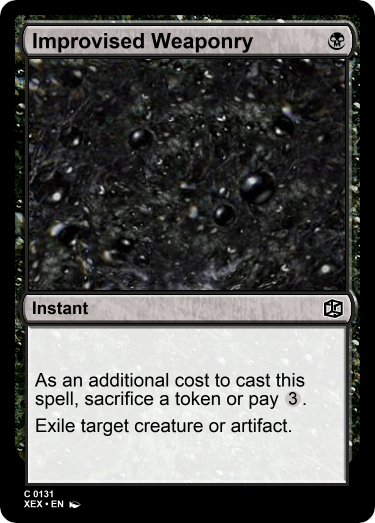 Improvised Weaponry
Instant
As an additional cost to cast this
spell, sacrifice a token or pay 3.
Exile target creature or artifact.
C 0131
XEX • EN